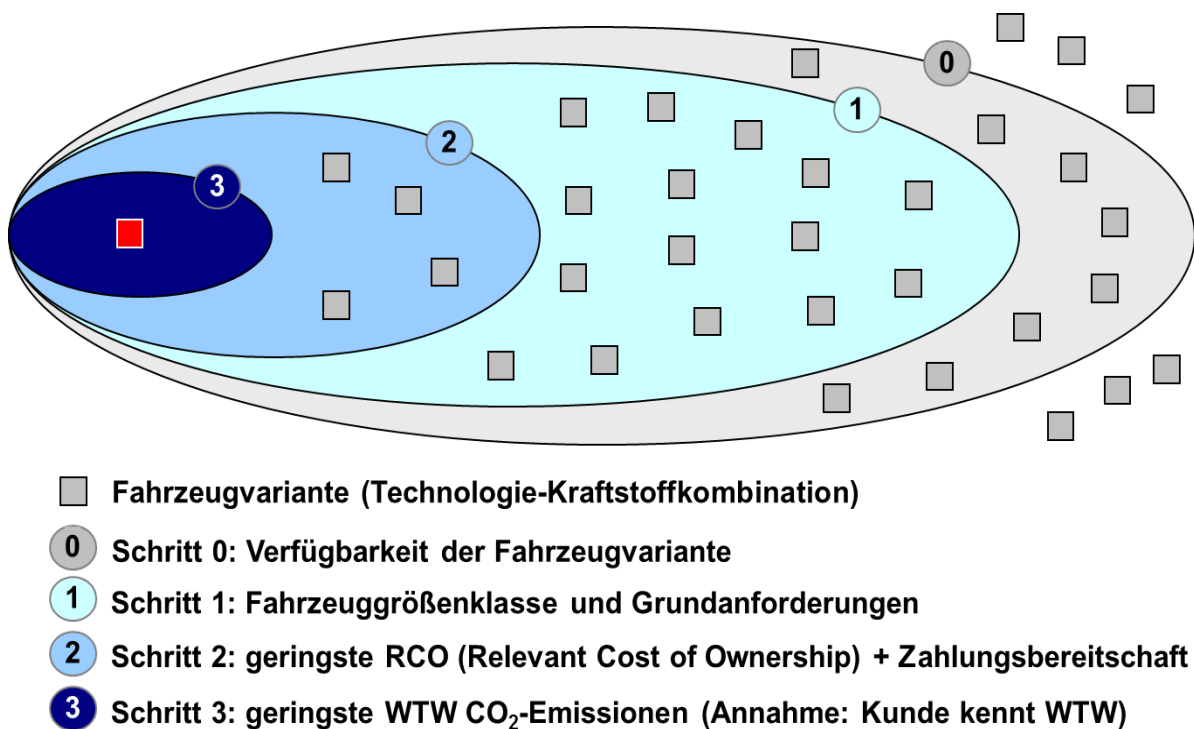 0
1
2
3
Fahrzeugvariante (Technologie-Kraftstoffkombination)
0 Schritt 0: Verfügbarkeit der Fahrzeugvariante
1 Schritt 1: Fahrzeuggrößenklasse und Grundanforderungen
2 Schritt 2: geringste RCO (Relevant Cost of Ownership) + Zahlungsbereitschaft
3 Schritt 3: geringste WTW CO₂-Emissionen (Annahme: Kunde kennt WTW)